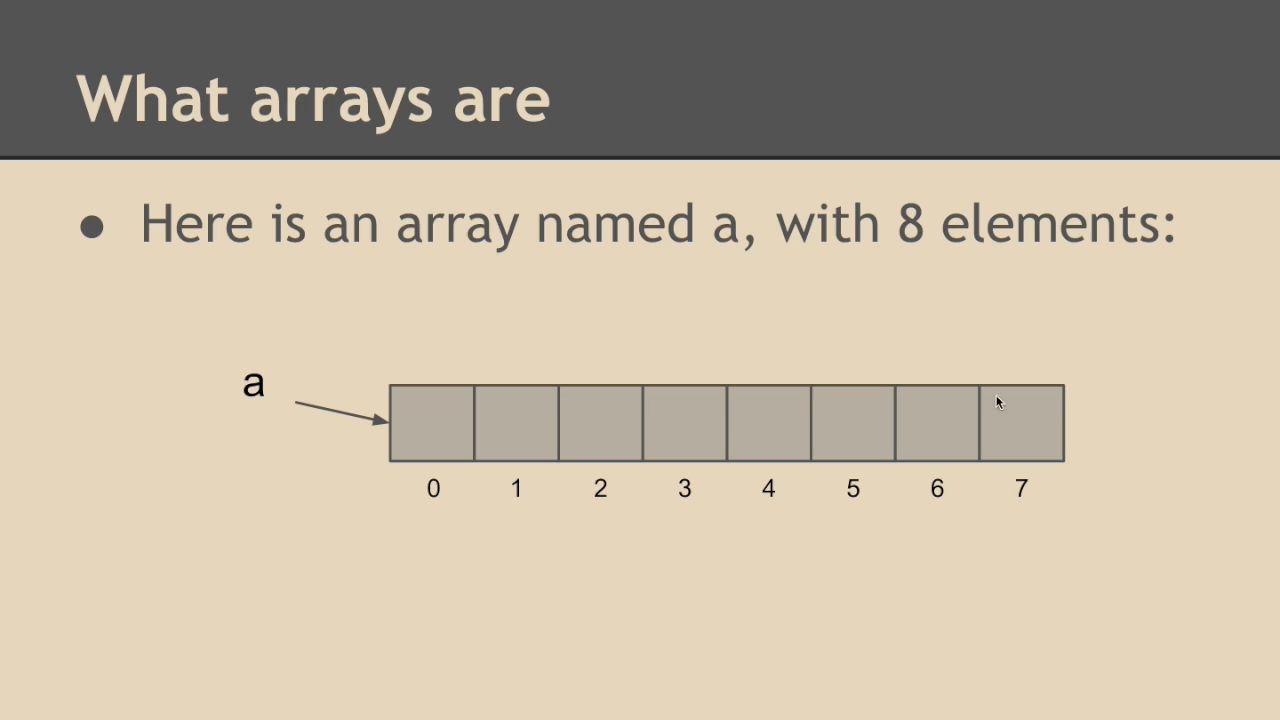 What arrays are
● Here is an array named a, with 8 elements:
a
0 1 2 3 4 5 6 7